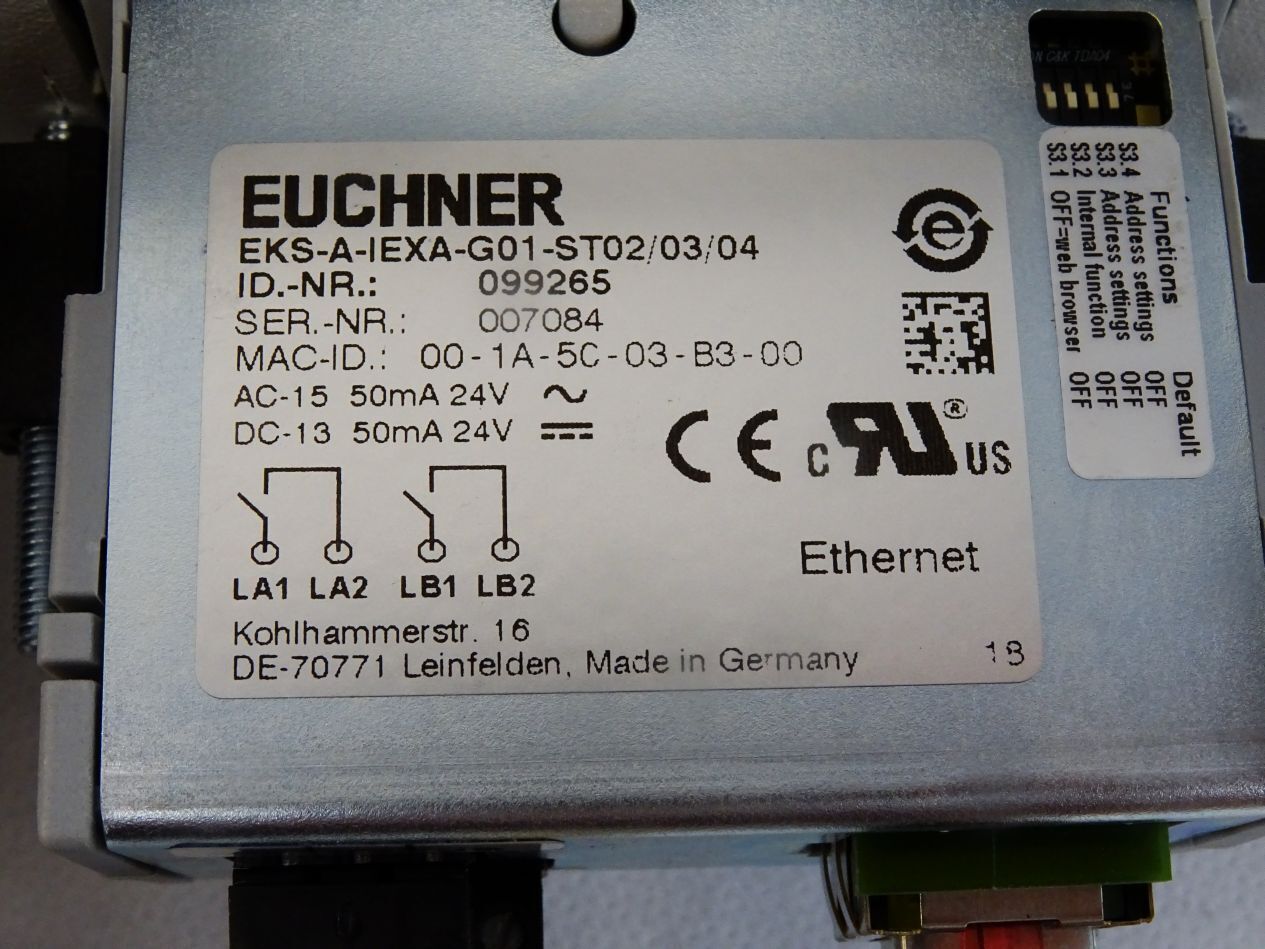 EUCHNER
EKS-A-IEXA-G01-ST02/03/04
ID.-NR.: 099265
SER.-NR.: 007084
MAC-ID.: 00-1A-5C-03-B3-00
AC-15 50mA 24V
DC-13 50mA 24V
e
CE
c RU ® US
LA1 LA2 LB1 LB2
Ethernet
Kohlhammerstr. 16
DE-70771 Leinfelden, Made in Germany
18
C&K TDA04
Functions Default
S3.4 Address settings OFF
S3.3 Address settings OFF
S3.2 Internal function OFF
S3.1 OFF=web browser OFF